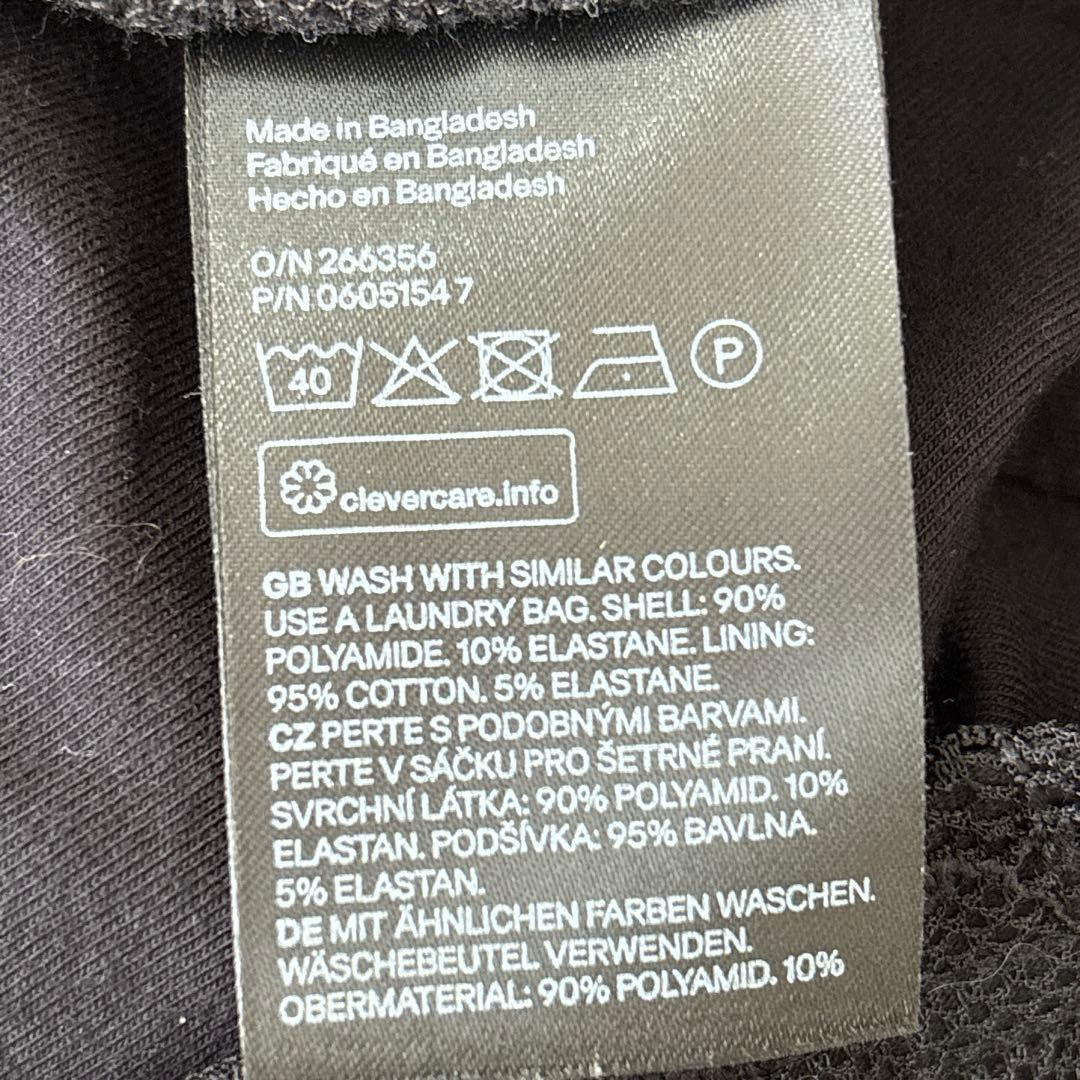 Made in Bangladesh
Fabriqué en Bangladesh
Hecho en Bangladesh
O/N 266356
P/N 0605154 7
40
P
clevercare.info
GB WASH WITH SIMILAR COLOURS.
USE A LAUNDRY BAG. SHELL: 90%
POLYAMIDE. 10% ELASTANE. LINING:
95% COTTON. 5% ELASTANE.
CZ PERTE S PODOBNÝMI BARVAMI.
PERTE V SÁČKU PRO ŠETRNÉ PRANÍ.
SVRCHNÍ LÁTKA: 90% POLYAMID. 10%
ELASTAN. PODŠÍVKA: 95% BAVLNA.
5% ELASTAN.
DE MIT ÄHNLICHEN FARBEN WASCHEN.
WÄSCHEBEUTEL VERWENDEN.
OBERMATERIAL: 90% POLYAMID. 10%